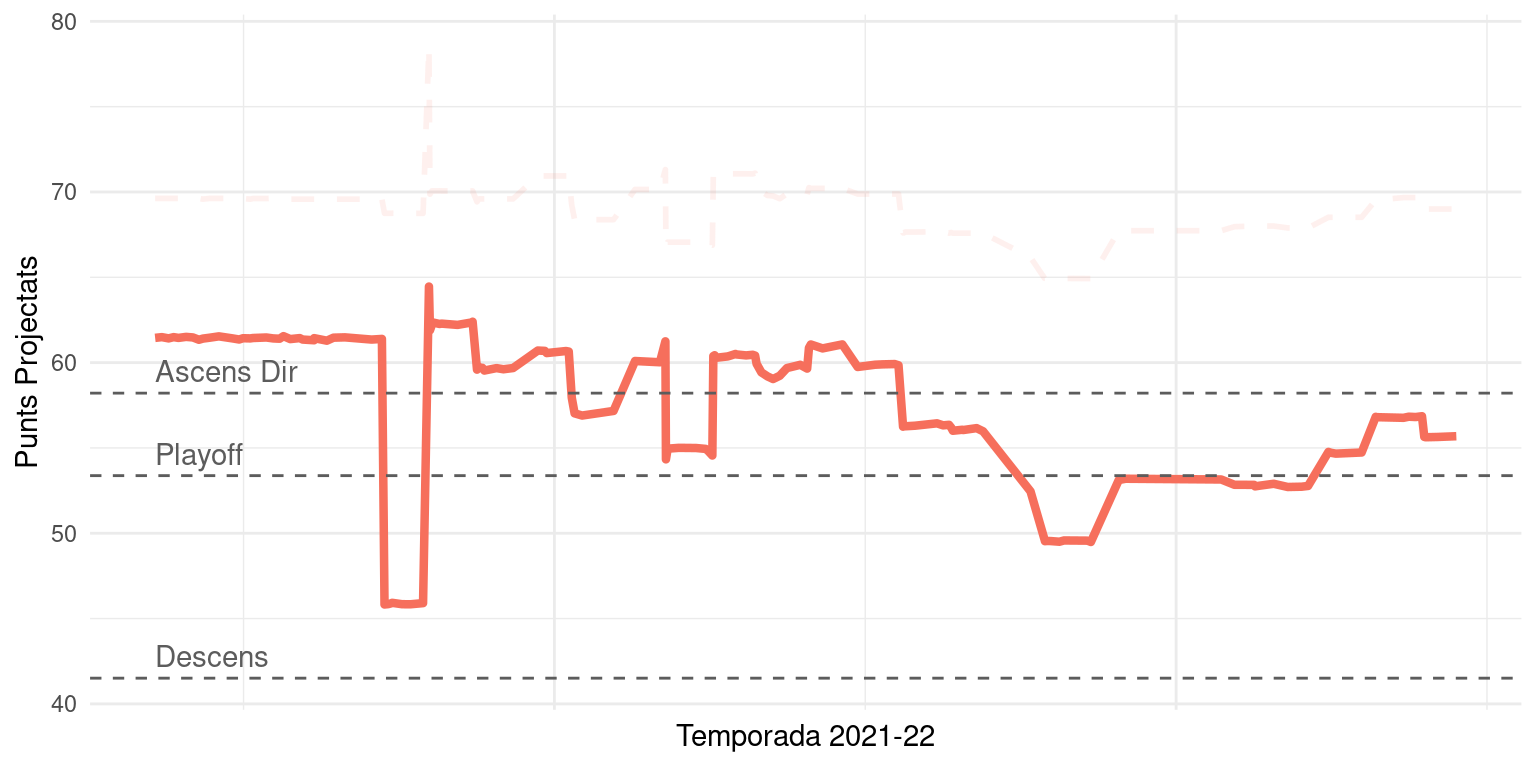 Punts Projectats
80
70
60
50
40
Ascens Dir
Playoff
Descens
Temporada 2021-22